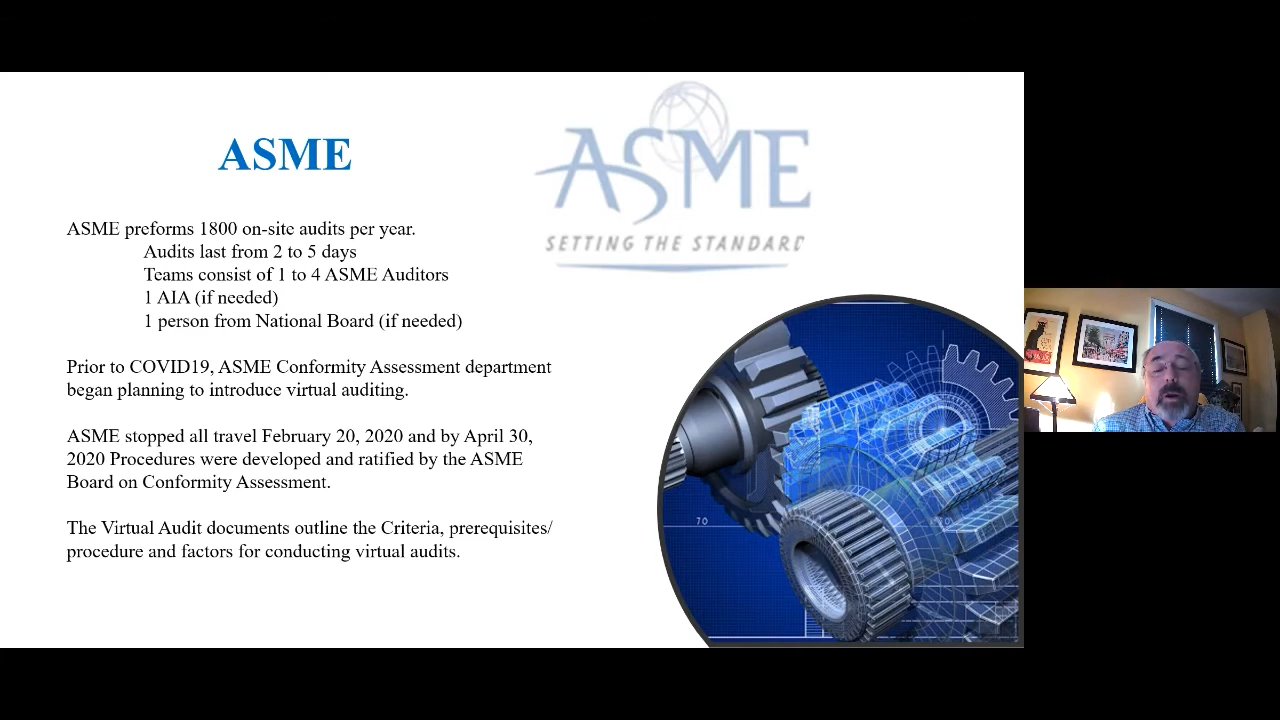 ASME
ASME
SETTING THE STANDARD
ASME preforms 1800 on-site audits per year.
Audits last from 2 to 5 days
Teams consist of 1 to 4 ASME Auditors
1 AIA (if needed)
1 person from National Board (if needed)
Prior to COVID19, ASME Conformity Assessment department
began planning to introduce virtual auditing.
ASME stopped all travel February 20, 2020 and by April 30,
2020 Procedures were developed and ratified by the ASME
Board on Conformity Assessment.
The Virtual Audit documents outline the Criteria, prerequisites/
procedure and factors for conducting virtual audits.
70